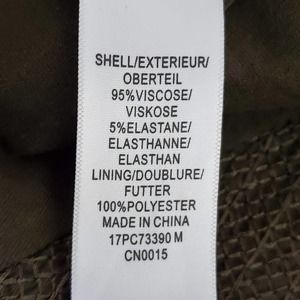 SHELL/EXTERIEUR/
OBERTEIL
95%VISCOSE/
VISKOSE
5%ELASTANE/
ELASTHANNE/
ELASTHAN
LINING/DOUBLURE/
FUTTER
100%POLYESTER
MADE IN CHINA
17PC73390 M
CN0015